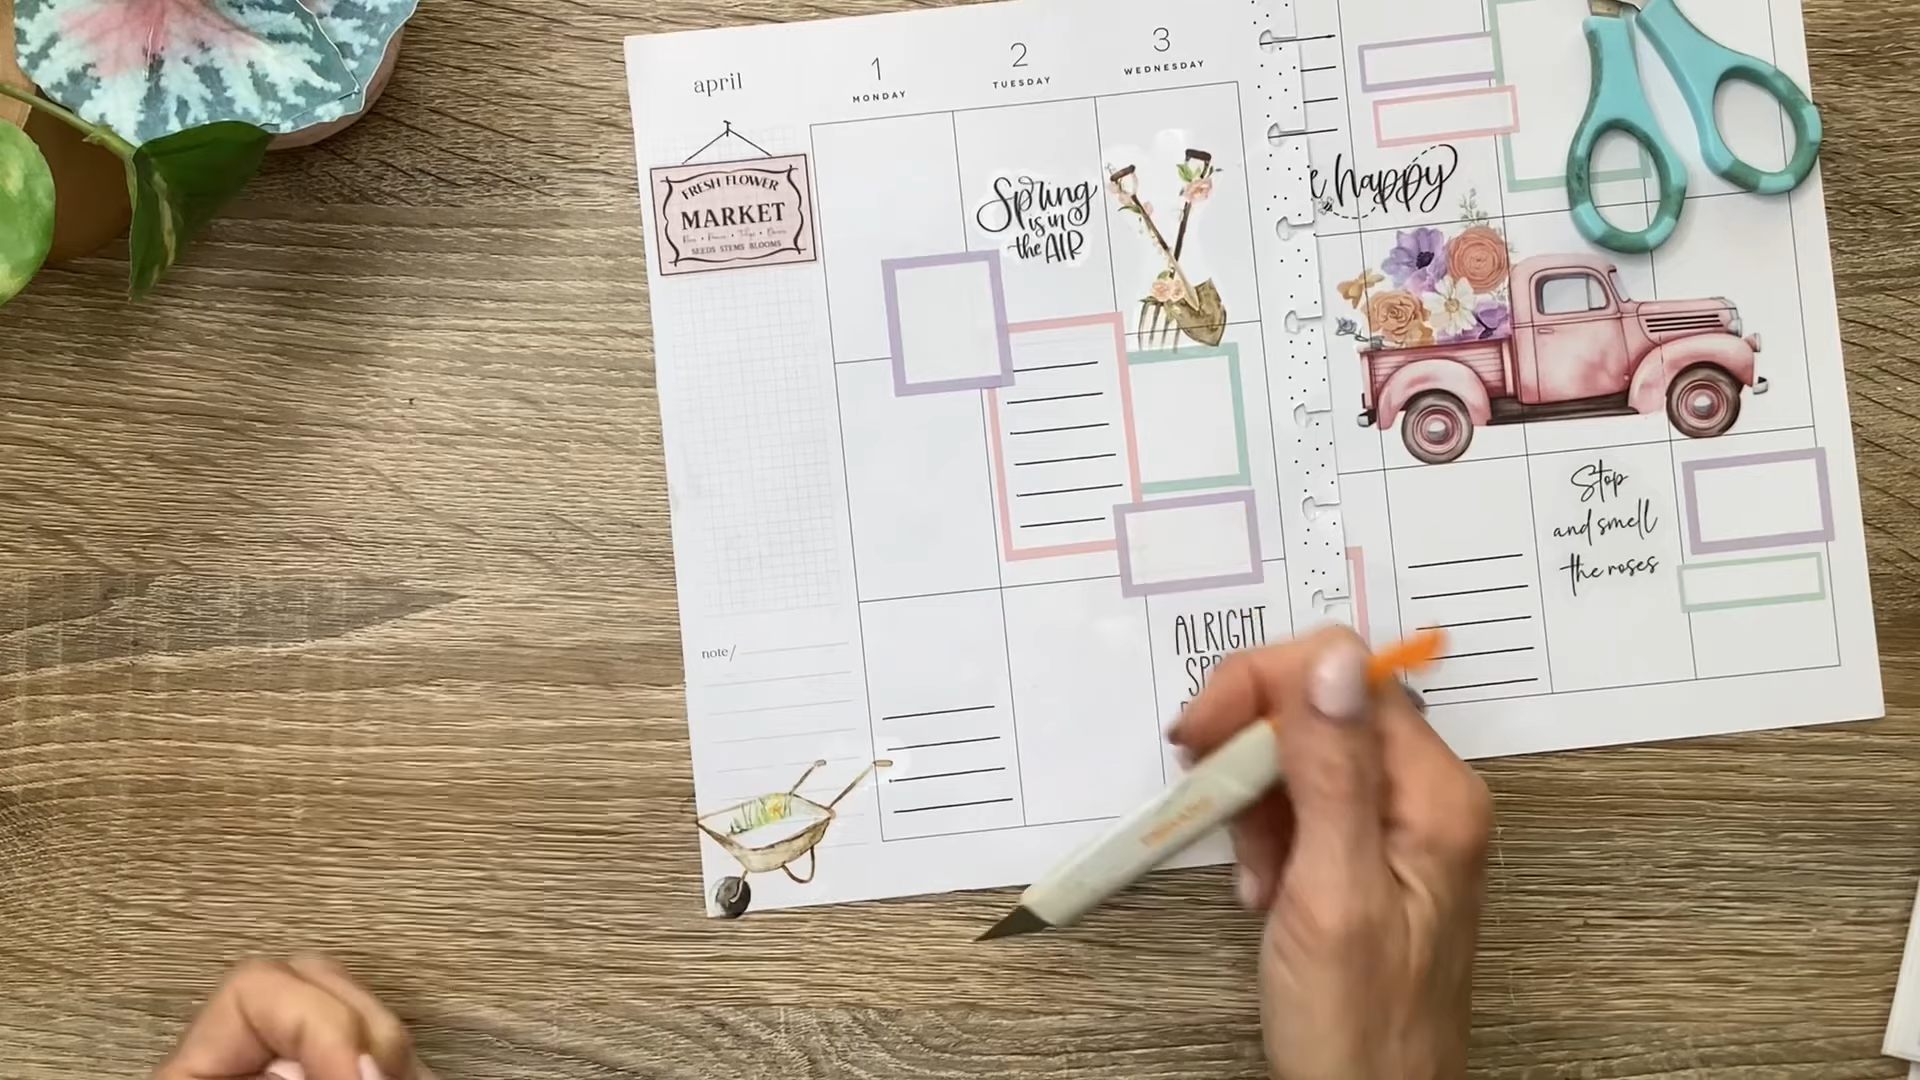 april
1
MONDAY
2
TUESDAY
3
WEDNESDAY
FRESH FLOWER
MARKET
SEEDS STEMS BLOOMS
Spring
is in
the AIR
happy
Stop
and smell
the roses
note/
ALRIGHT